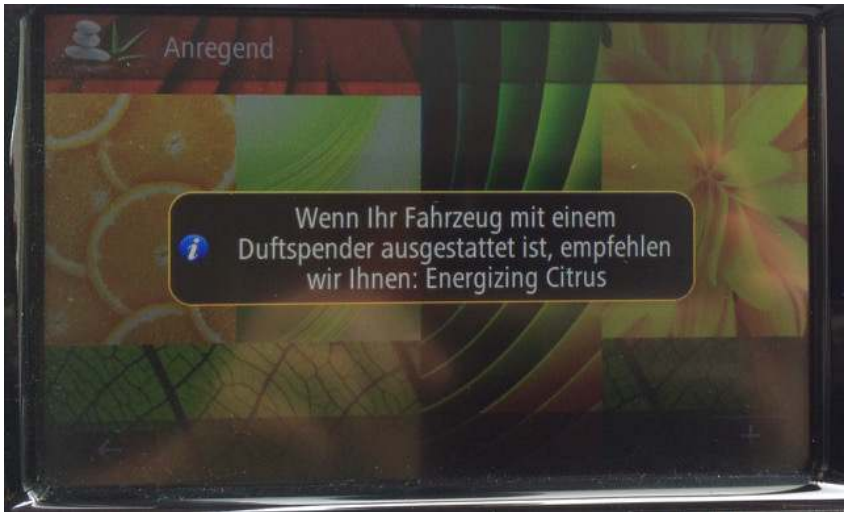 Anregend
Wenn Ihr Fahrzeug mit einem
Duftspender ausgestattet ist, empfehlen
wir Ihnen: Energizing Citrus